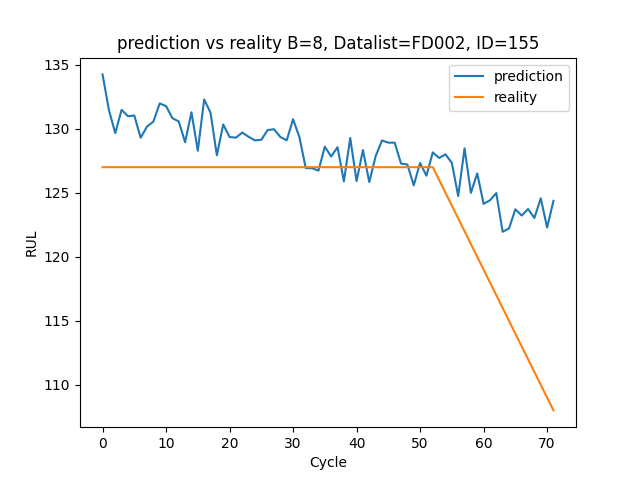 prediction vs reality B=8, Datalist=FD002, ID=155
prediction
reality
135
130
125
120
115
110
RUL
0 10 20 30 40 50 60 70
Cycle